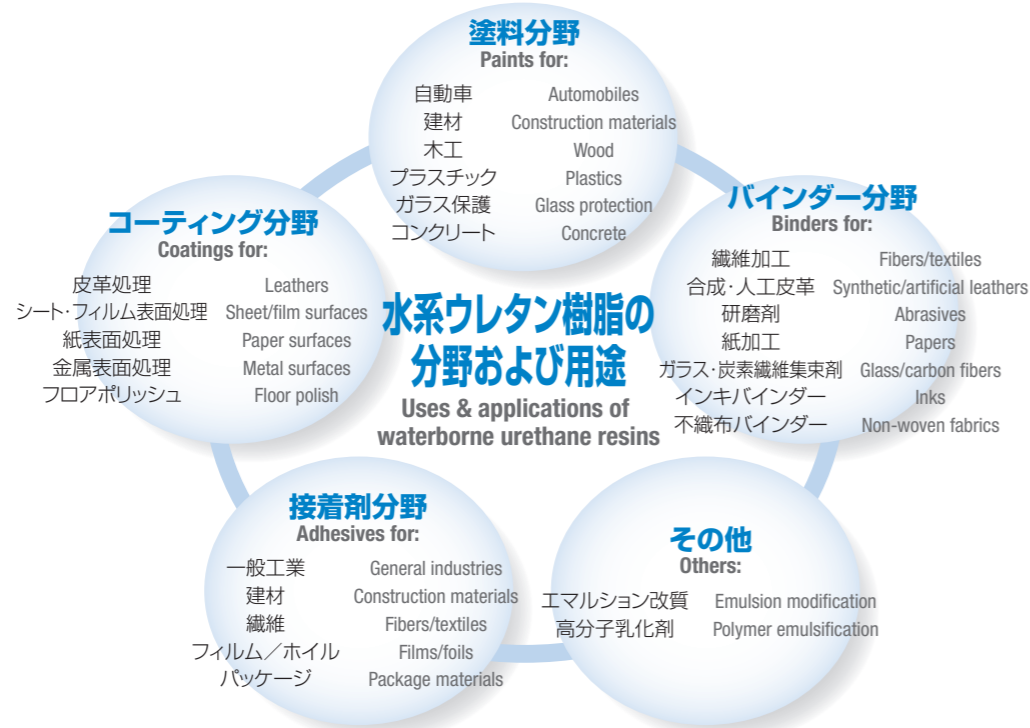 塗料分野
Paints for:
自動車 Automobiles
建材 Construction materials
木工 Wood
プラスチック Plastics
ガラス保護 Glass protection
コンクリート Concrete
コーティング分野
Coatings for:
皮革処理 Leathers
シート・フィルム表面処理 Sheet/film surfaces
紙表面処理 Paper surfaces
金属表面処理 Metal surfaces
フロアポリッシュ Floor polish
バインダー分野
Binders for:
繊維加工 Fibers/textiles
合成・人工皮革 Synthetic/artificial leathers
研磨剤 Abrasives
紙加工 Papers
ガラス・炭素繊維集束剤 Glass/carbon fibers
インキバインダー Inks
不織布バインダー Non-woven fabrics
水系ウレタン樹脂の
分野および用途
Uses & applications of
waterborne urethane resins
接着剤分野
Adhesives for:
一般工業 General industries
建材 Construction materials
繊維 Fibers/textiles
フィルム／ホイル Films/foils
パッケージ Package materials
その他
Others:
エマルション改質 Emulsion modification
高分子乳化剤 Polymer emulsification